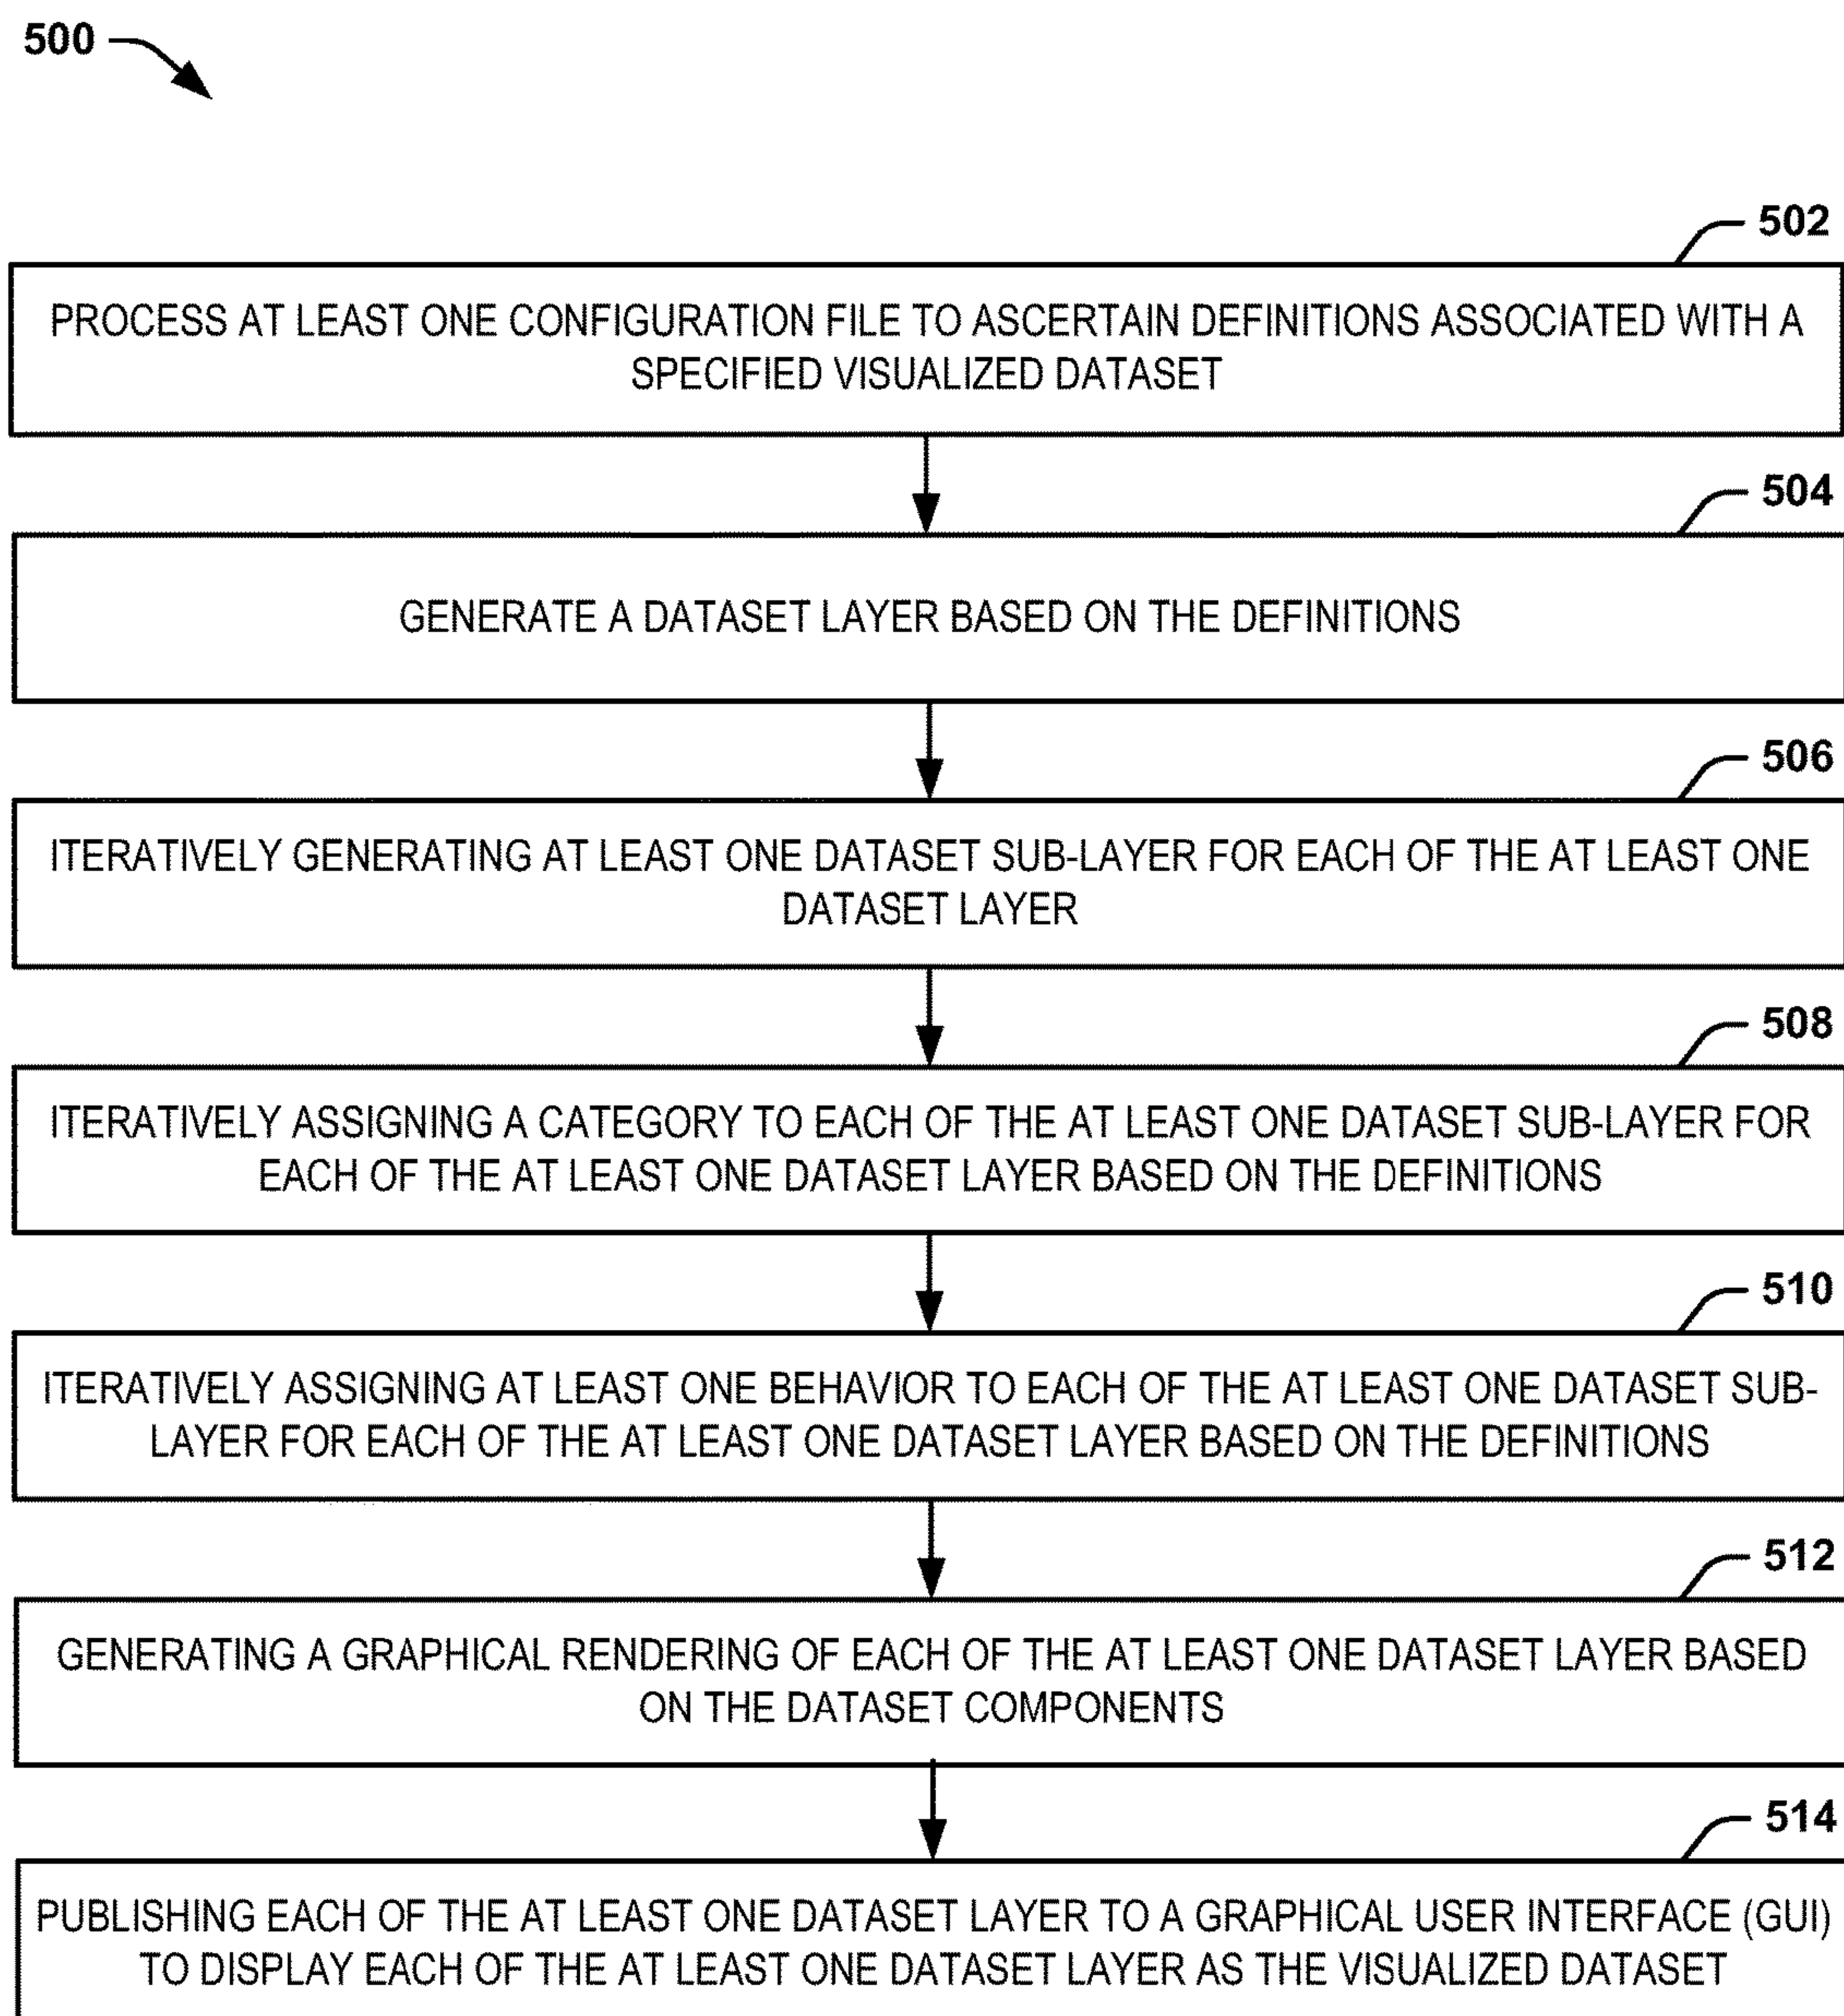 500
502
PROCESS AT LEAST ONE CONFIGURATION FILE TO ASCERTAIN DEFINITIONS ASSOCIATED WITH A
SPECIFIED VISUALIZED DATASET
504
GENERATE A DATASET LAYER BASED ON THE DEFINITIONS
506
ITERATIVELY GENERATING AT LEAST ONE DATASET SUB-LAYER FOR EACH OF THE AT LEAST ONE
DATASET LAYER
508
ITERATIVELY ASSIGNING A CATEGORY TO EACH OF THE AT LEAST ONE DATASET SUB-LAYER FOR
EACH OF THE AT LEAST ONE DATASET LAYER BASED ON THE DEFINITIONS
510
ITERATIVELY ASSIGNING AT LEAST ONE BEHAVIOR TO EACH OF THE AT LEAST ONE DATASET SUB-
LAYER FOR EACH OF THE AT LEAST ONE DATASET LAYER BASED ON THE DEFINITIONS
512
GENERATING A GRAPHICAL RENDERING OF EACH OF THE AT LEAST ONE DATASET LAYER BASED
ON THE DATASET COMPONENTS
514
PUBLISHING EACH OF THE AT LEAST ONE DATASET LAYER TO A GRAPHICAL USER INTERFACE (GUI)
TO DISPLAY EACH OF THE AT LEAST ONE DATASET LAYER AS THE VISUALIZED DATASET